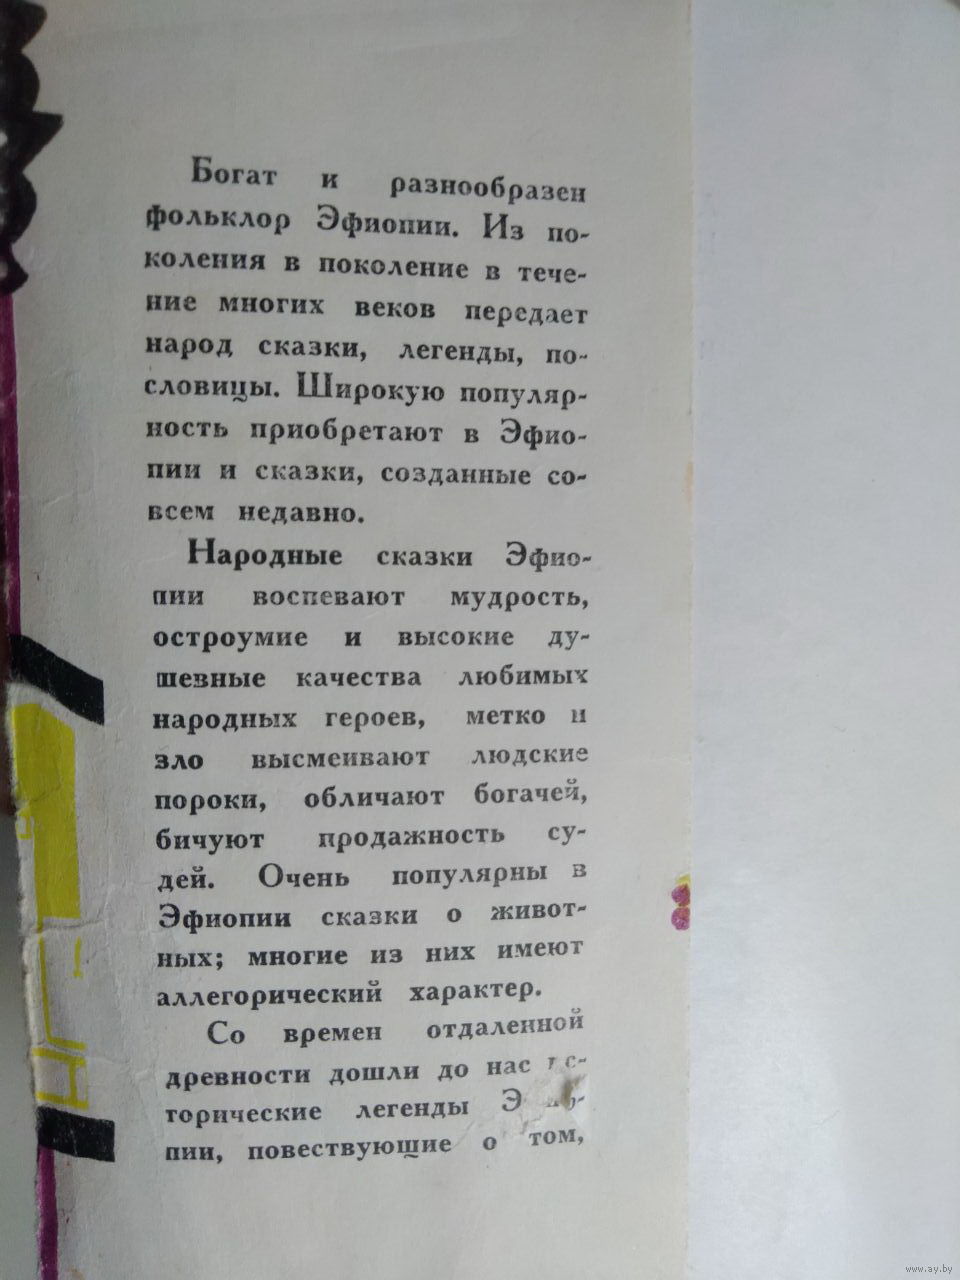 Богат и разнообразен
фольклор Эфиопии. Из по-
коления в поколение в тече-
ние многих веков передает
народ сказки, легенды, по-
словицы. Широкую популяр-
ность приобретают в Эфио-
пии и сказки, созданные со-
всем недавно.
Народные сказки Эфио-
пии воспевают мудрость,
остроумие и высокие ду-
шевные качества любимых
народных героев, метко и
зло высмеивают людские
пороки, обличают богачей,
бичуют продажность су-
дей. Очень популярны в
Эфиопии сказки о живот-
ных; многие из них имеют
аллегорический характер.
Со времен отдаленной
древности дошли до нас
торические легенды
пии, повествующие о том,
www.ay.by